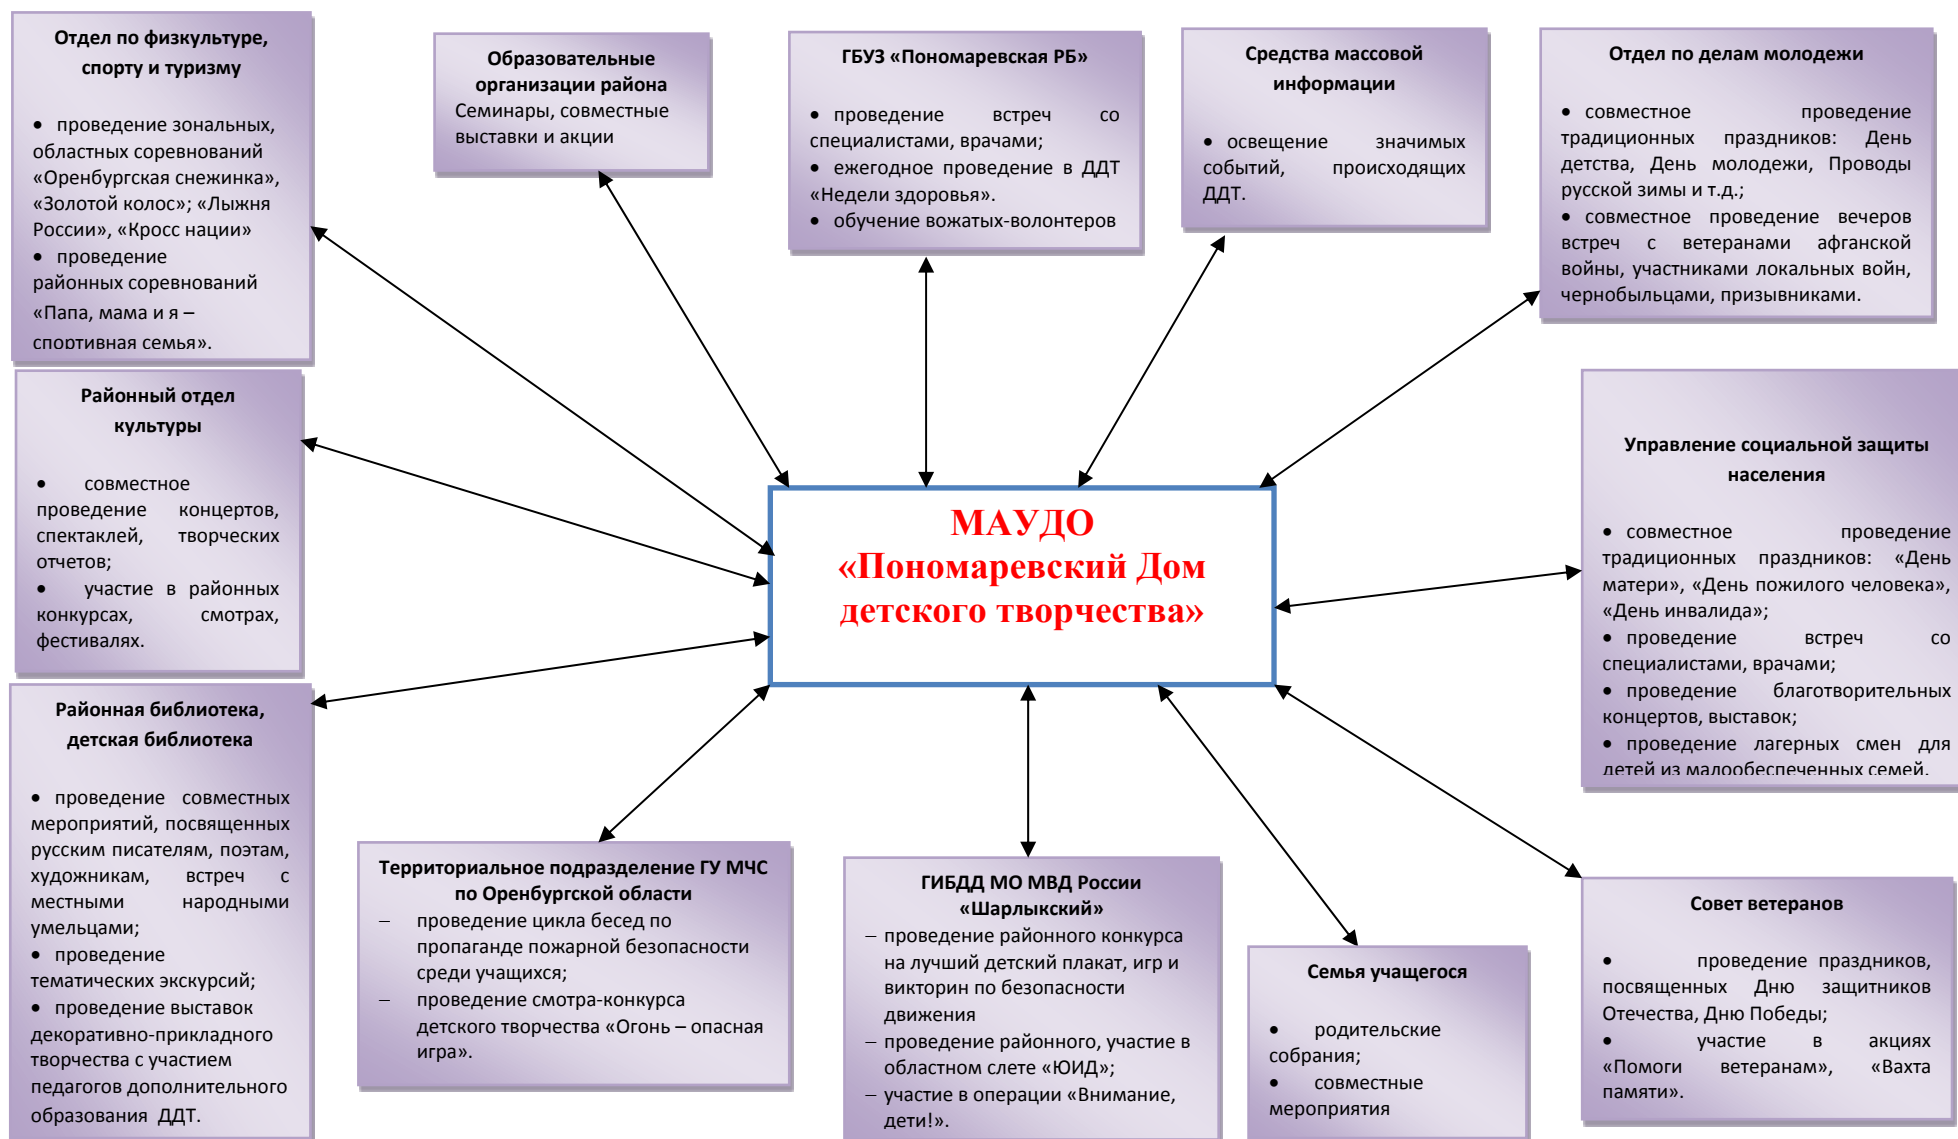 Отдел по физкультуре,
спорту и туризму
• проведение зональных,
областных соревнований
«Оренбургская снежинка»,
«Золотой колос»; «Лыжня
России», «Кросс нации»
• проведение
районных соревнований
«Папа, мама и я –
спортивная семья».
Образовательные
организации района
Семинары, совместные
выставки и акции
ГБУЗ «Пономаревская РБ»
• проведение встреч со
специалистами, врачами;
• ежегодное проведение в ДДТ
«Недели здоровья».
• обучение вожатых-волонтеров
Средства массовой
информации
• освещение значимых
событий, происходящих
ДДТ.
Отдел по делам молодежи
• совместное проведение
традиционных праздников: День
детства, День молодежи, Проводы
русской зимы и т.д.;
• совместное проведение вечеров
встреч с ветеранами афганской
войны, участниками локальных войн,
чернобыльцами, призывниками.
Районный отдел
культуры
• совместное
проведение концертов,
спектаклей, творческих
отчетов;
• участие в районных
конкурсах, смотрах,
фестивалях.
МАУДО
«Пономаревский Дом
детского творчества»
Управление социальной защиты
населения
• совместное проведение
традиционных праздников: «День
матери», «День пожилого человека»,
«День инвалида»;
• проведение встреч со
специалистами, врачами;
• проведение благотворительных
концертов, выставок;
• проведение лагерных смен для
детей из малообеспеченных семей.
Районная библиотека,
детская библиотека
• проведение совместных
мероприятий, посвященных
русским писателям, поэтам,
художникам, встреч с
местными народными
умельцами;
• проведение
тематических экскурсий;
• проведение выставок
декоративно-прикладного
творчества с участием
педагогов дополнительного
образования ДДТ.
Территориальное подразделение ГУ МЧС
по Оренбургской области
– проведение цикла бесед по
пропаганде пожарной безопасности
среди учащихся;
– проведение смотра-конкурса
детского творчества «Огонь – опасная
игра».
ГИБДД МО МВД России
«Шарлыкский»
– проведение районного конкурса
на лучший детский плакат, игр и
викторин по безопасности
движения
– проведение районного, участие в
областном слете «ЮИД»;
– участие в операции «Внимание,
дети!».
Семья учащегося
• родительские
собрания;
• совместные
мероприятия
Совет ветеранов
• проведение праздников,
посвященных Дню защитников
Отечества, Дню Победы;
• участие в акциях
«Помоги ветеранам», «Вахта
памяти».